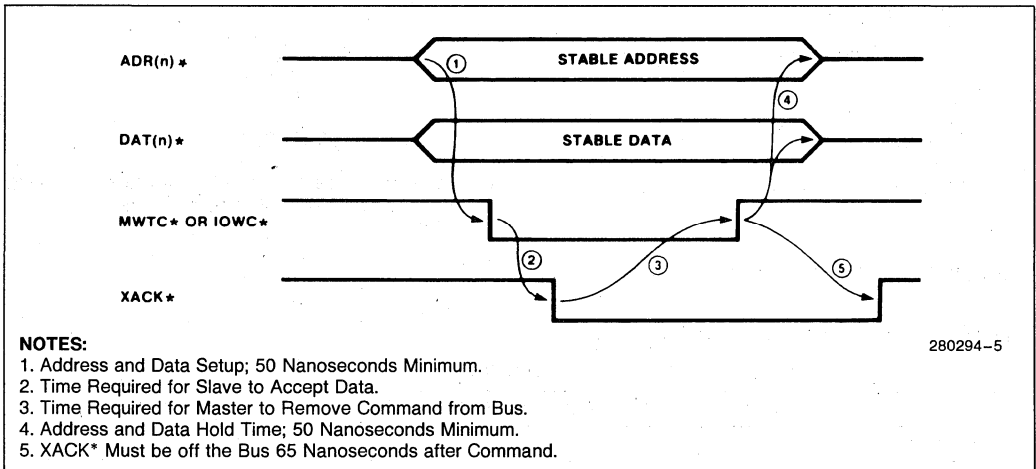 ADR(n)*
①
STABLE ADDRESS
④
DAT(n)*
STABLE DATA
MWTC* OR IOWC*
②
③
⑤
XACK*
NOTES:
280294–5
1. Address and Data Setup; 50 Nanoseconds Minimum.
2. Time Required for Slave to Accept Data.
3. Time Required for Master to Remove Command from Bus.
4. Address and Data Hold Time; 50 Nanoseconds Minimum.
5. XACK* Must be off the Bus 65 Nanoseconds after Command.